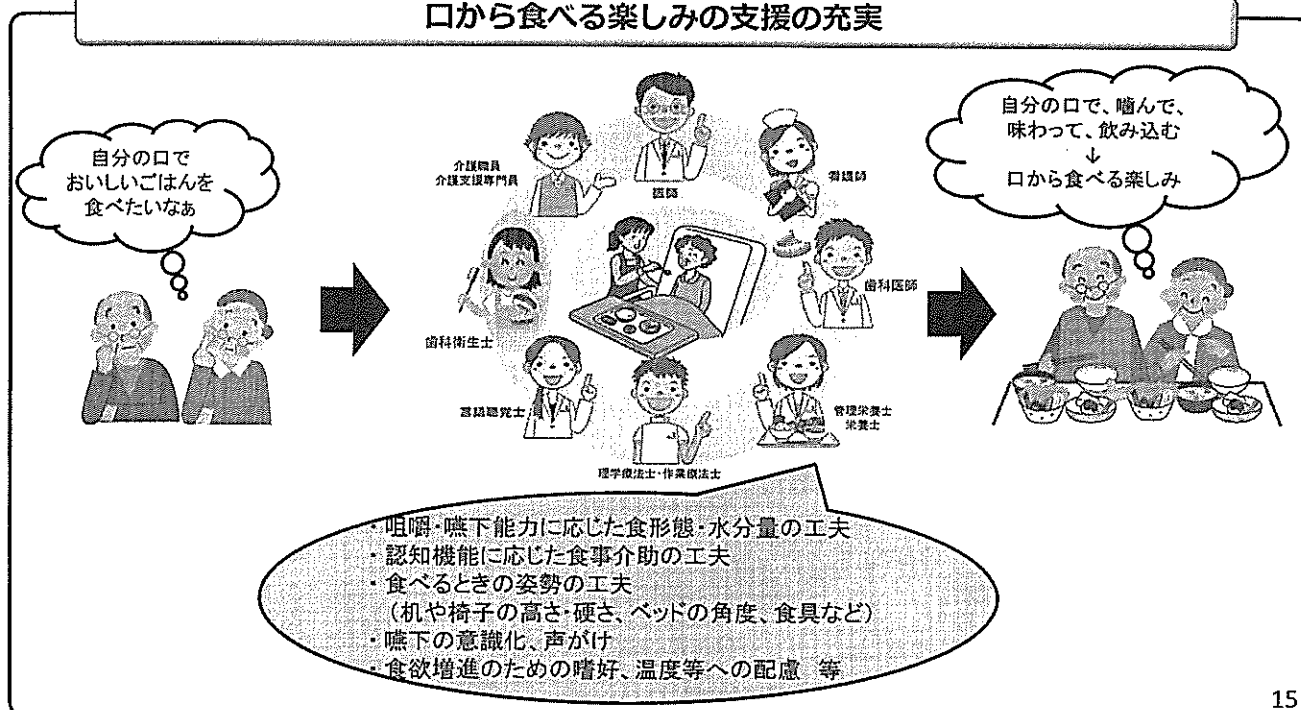 口から食べる楽しみの支援の充実
自分の口で
おいしいごはんを
食べたいなぁ
介護職員
介護支援専門員
医師
看護師
歯科医師
管理栄養士
栄養士
理学療法士・作業療法士
言語聴覚士
歯科衛生士
自分の口で、噛んで、
味わって、飲み込む
↓
口から食べる楽しみ
・咀嚼・嚥下能力に応じた食形態・水分量の工夫
・認知機能に応じた食事介助の工夫
・食べるときの姿勢の工夫
（机や椅子の高さ・硬さ、ベッドの角度、食具など）
・嚥下の意識化、声がけ
・食欲増進のための嗜好、温度等への配慮 等
15